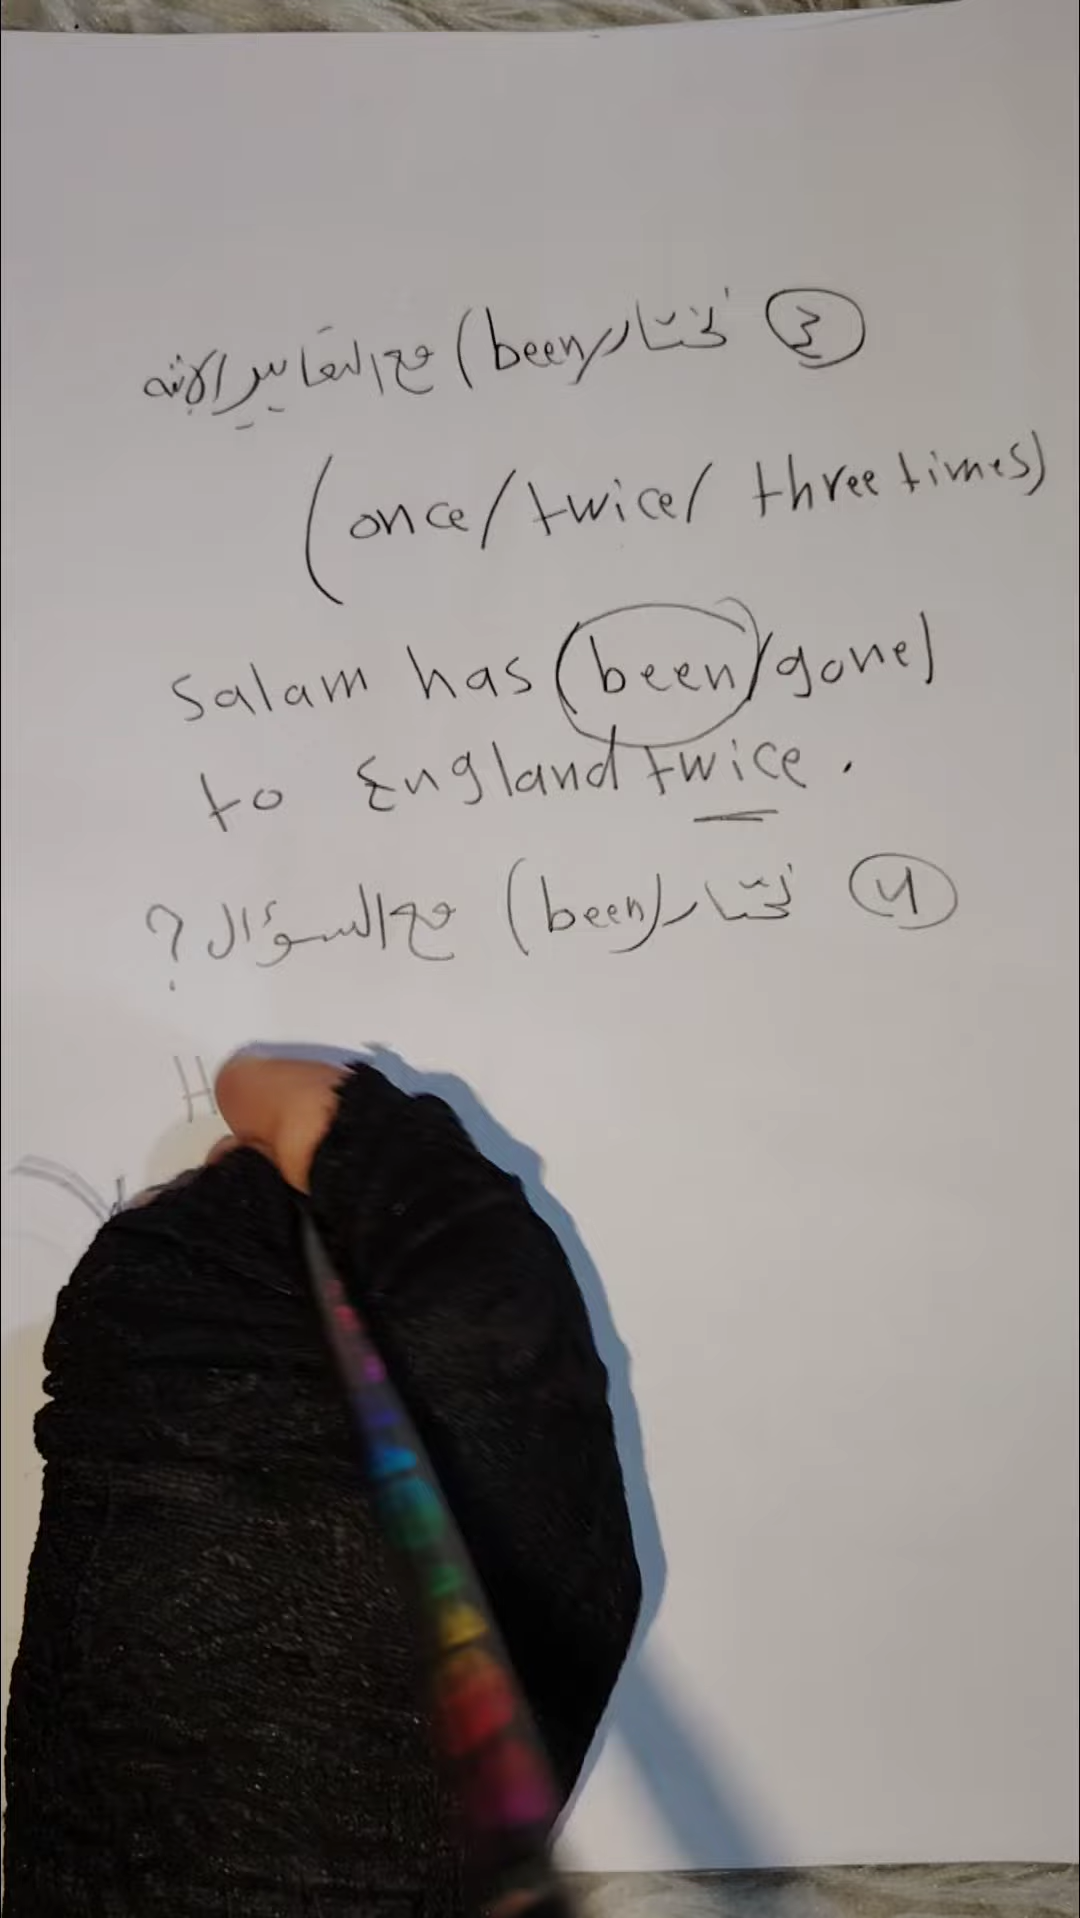 ③ نختار (been) مع التعابير الاتيه
(once/twice/ three times)
Salam has (been/gone)
to England twice.
④ نختار (been) مع السؤال ?
H